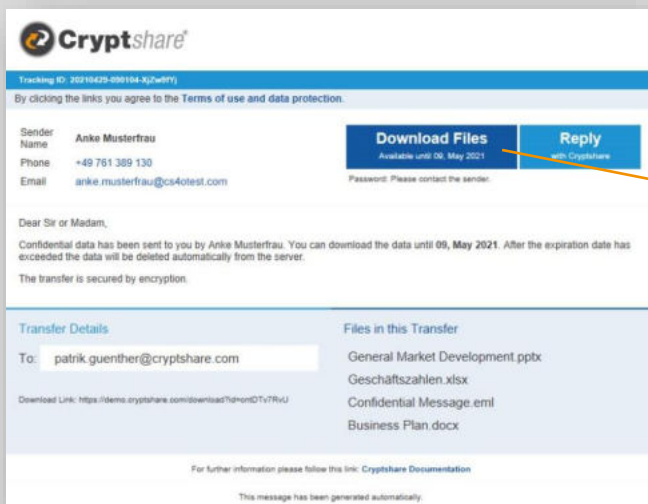 Cryptshare
Tracking ID: 20210429-090104-XjZw9fYj
By clicking the links you agree to the Terms of use and data protection.
Sender Name Anke Musterfrau
Phone +49 761 389 130
Email anke.musterfrau@cs4otest.com
Download Files
Available until 09, May 2021
Reply
with Cryptshare
Password: Please contact the sender.
Dear Sir or Madam,
Confidential data has been sent to you by Anke Musterfrau. You can download the data until 09, May 2021. After the expiration date has
exceeded the data will be deleted automatically from the server.
The transfer is secured by encryption.
Transfer Details
To: patrik.guenther@cryptshare.com
Download Link: https://demo.cryptshare.com/download?id=ontDTv7RvU
Files in this Transfer
General Market Development.pptx
Geschäftszahlen.xlsx
Confidential Message.eml
Business Plan.docx
For further information please follow this link: Cryptshare Documentation
This message has been generated automatically.